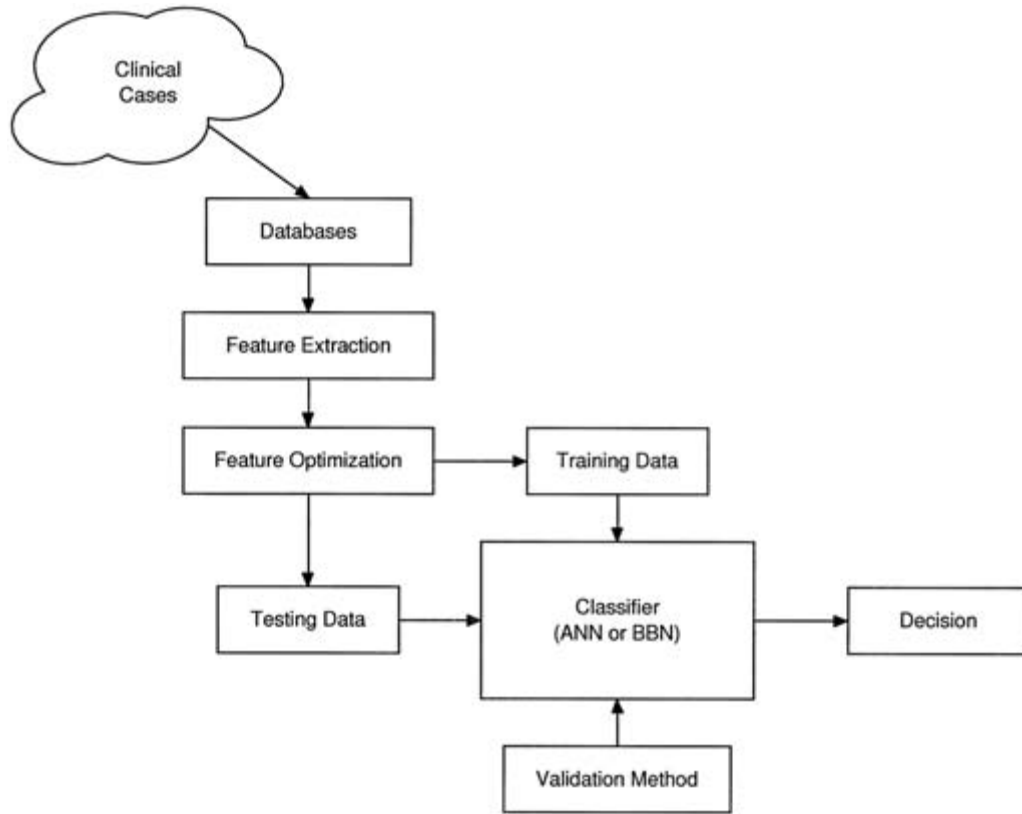 Clinical
Cases
Databases
Feature Extraction
Feature Optimization
Training Data
Testing Data
Classifier
(ANN or BBN)
Decision
Validation Method